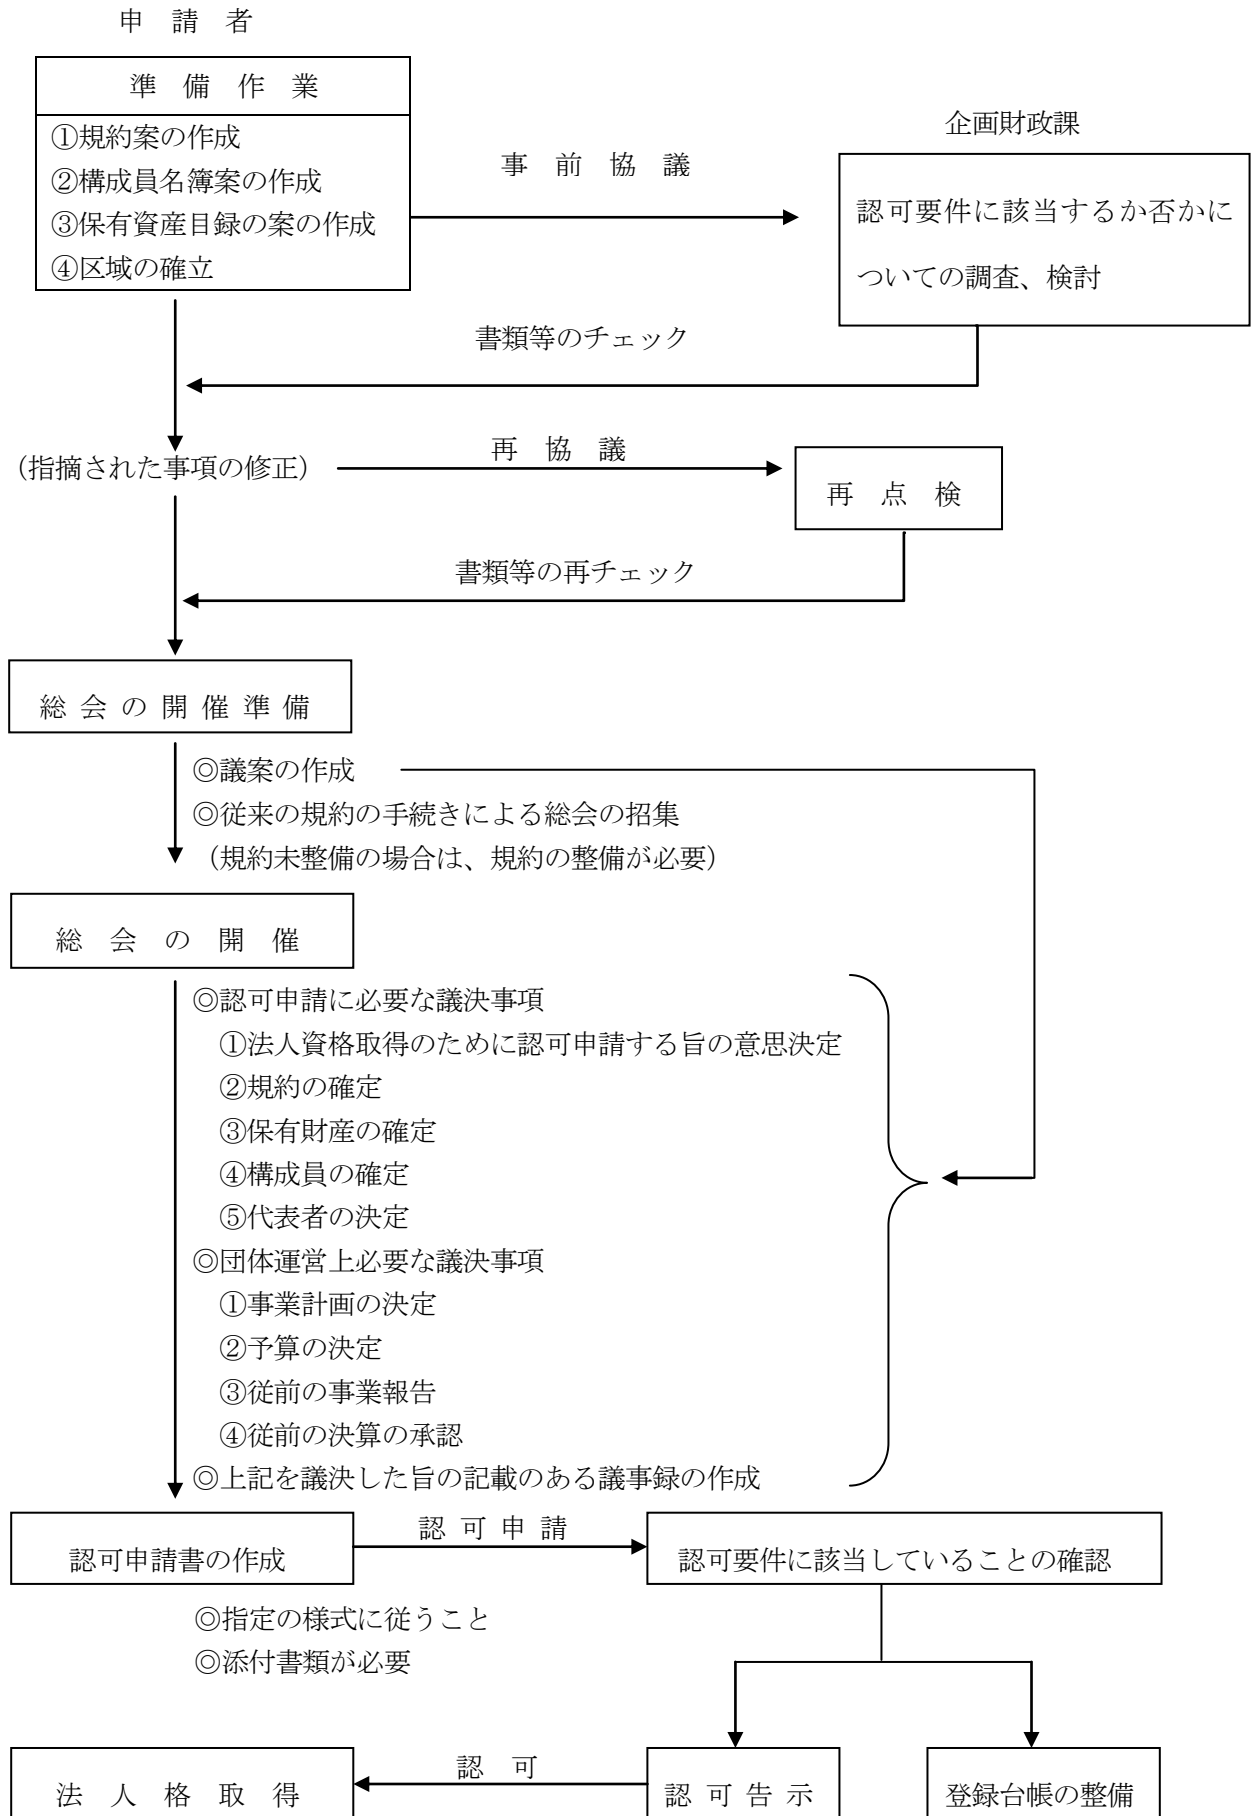 申請者
準備作業
①規約案の作成
②構成員名簿案の作成
③保有資産目録の案の作成
④区域の確立
事前協議
企画財政課
認可要件に該当するか否かに
ついての調査、検討
書類等のチェック
（指摘された事項の修正）
再協議
再点検
書類等の再チェック
総会の開催準備
◎議案の作成
◎従来の規約の手続きによる総会の招集
（規約未整備の場合は、規約の整備が必要）
総会の開催
◎認可申請に必要な議決事項
①法人資格取得のために認可申請する旨の意思決定
②規約の確定
③保有財産の確定
④構成員の確定
⑤代表者の決定
◎団体運営上必要な議決事項
①事業計画の決定
②予算の決定
③従前の事業報告
④従前の決算の承認
◎上記を議決した旨の記載のある議事録の作成
認可申請書の作成
認可申請
認可要件に該当していることの確認
◎指定の様式に従うこと
◎添付書類が必要
法人格取得
認可
認可告示
登録台帳の整備